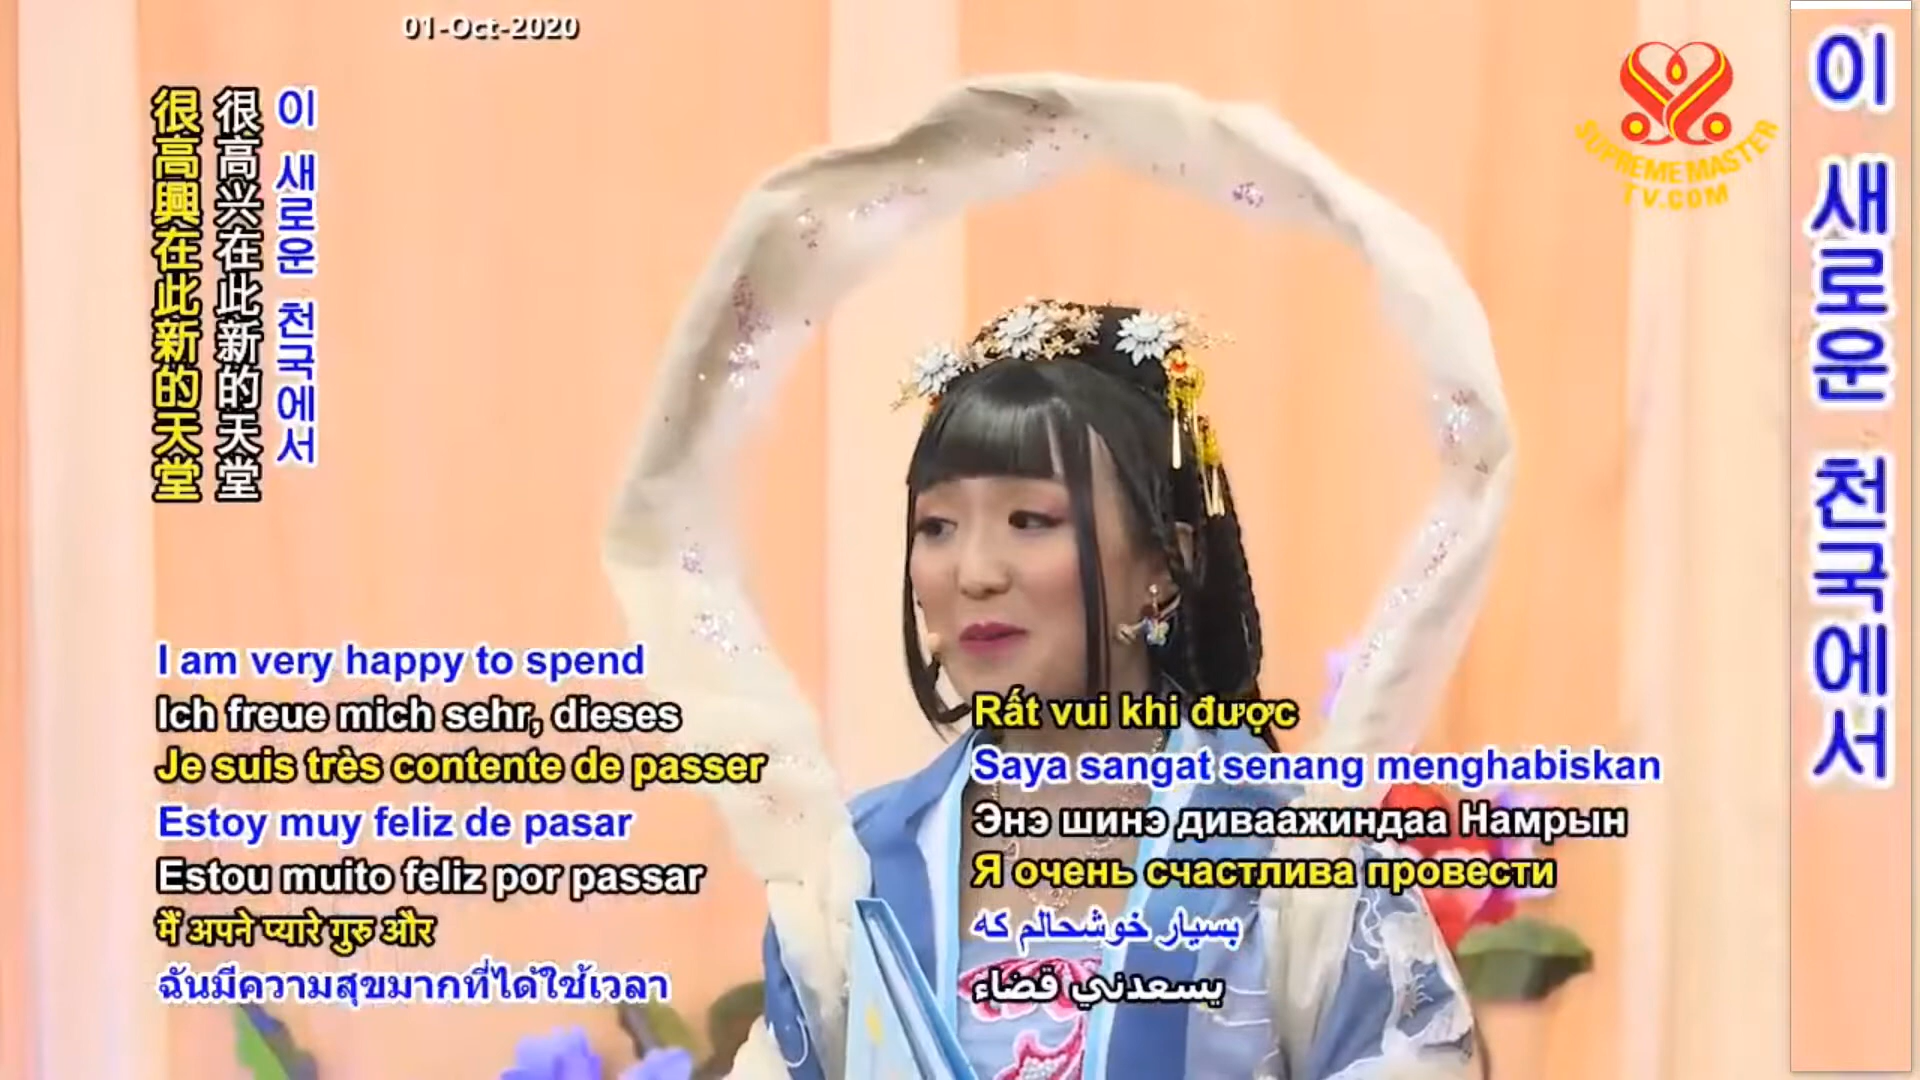 01-Oct-2020
이 새로운 천국에서
SUPREME MASTER
TV.COM
很高興在此新的天堂
很高兴在此新的天堂
이 새로운 천국에서
I am very happy to spend
Ich freue mich sehr, dieses
Je suis très contente de passer
Estoy muy feliz de pasar
Estou muito feliz por passar
मैं अपने प्यारे गुरु और
ฉันมีความสุขมากที่ได้ใช้เวลา
Rất vui khi được
Saya sangat senang menghabiskan
Энэ шинэ диваажиндаа Намрын
Я очень счастлива провести
بسیار خوشحالم که
يسعدني قضاء